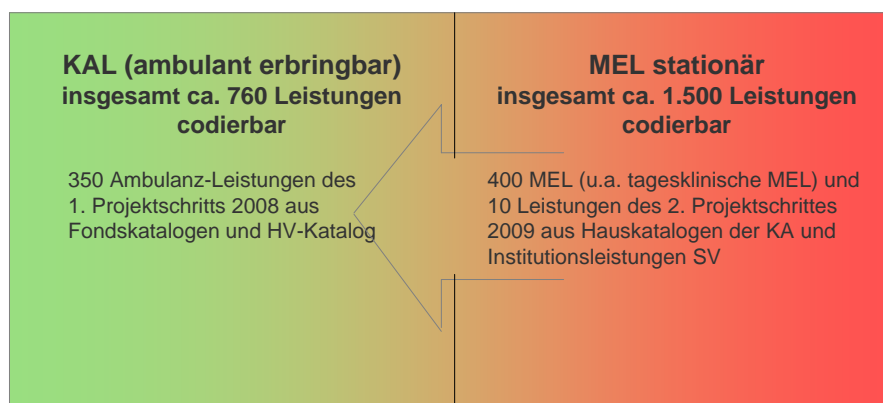 KAL (ambulant erbringbar)
insgesamt ca. 760 Leistungen
codierbar
350 Ambulanz-Leistungen des
1. Projektschritts 2008 aus
Fondskatalogen und HV-Katalog
MEL stationär
insgesamt ca. 1.500 Leistungen
codierbar
400 MEL (u.a. tagesklinische MEL) und
10 Leistungen des 2. Projektschrittes
2009 aus Hauskatalogen der KA und
Institutionsleistungen SV